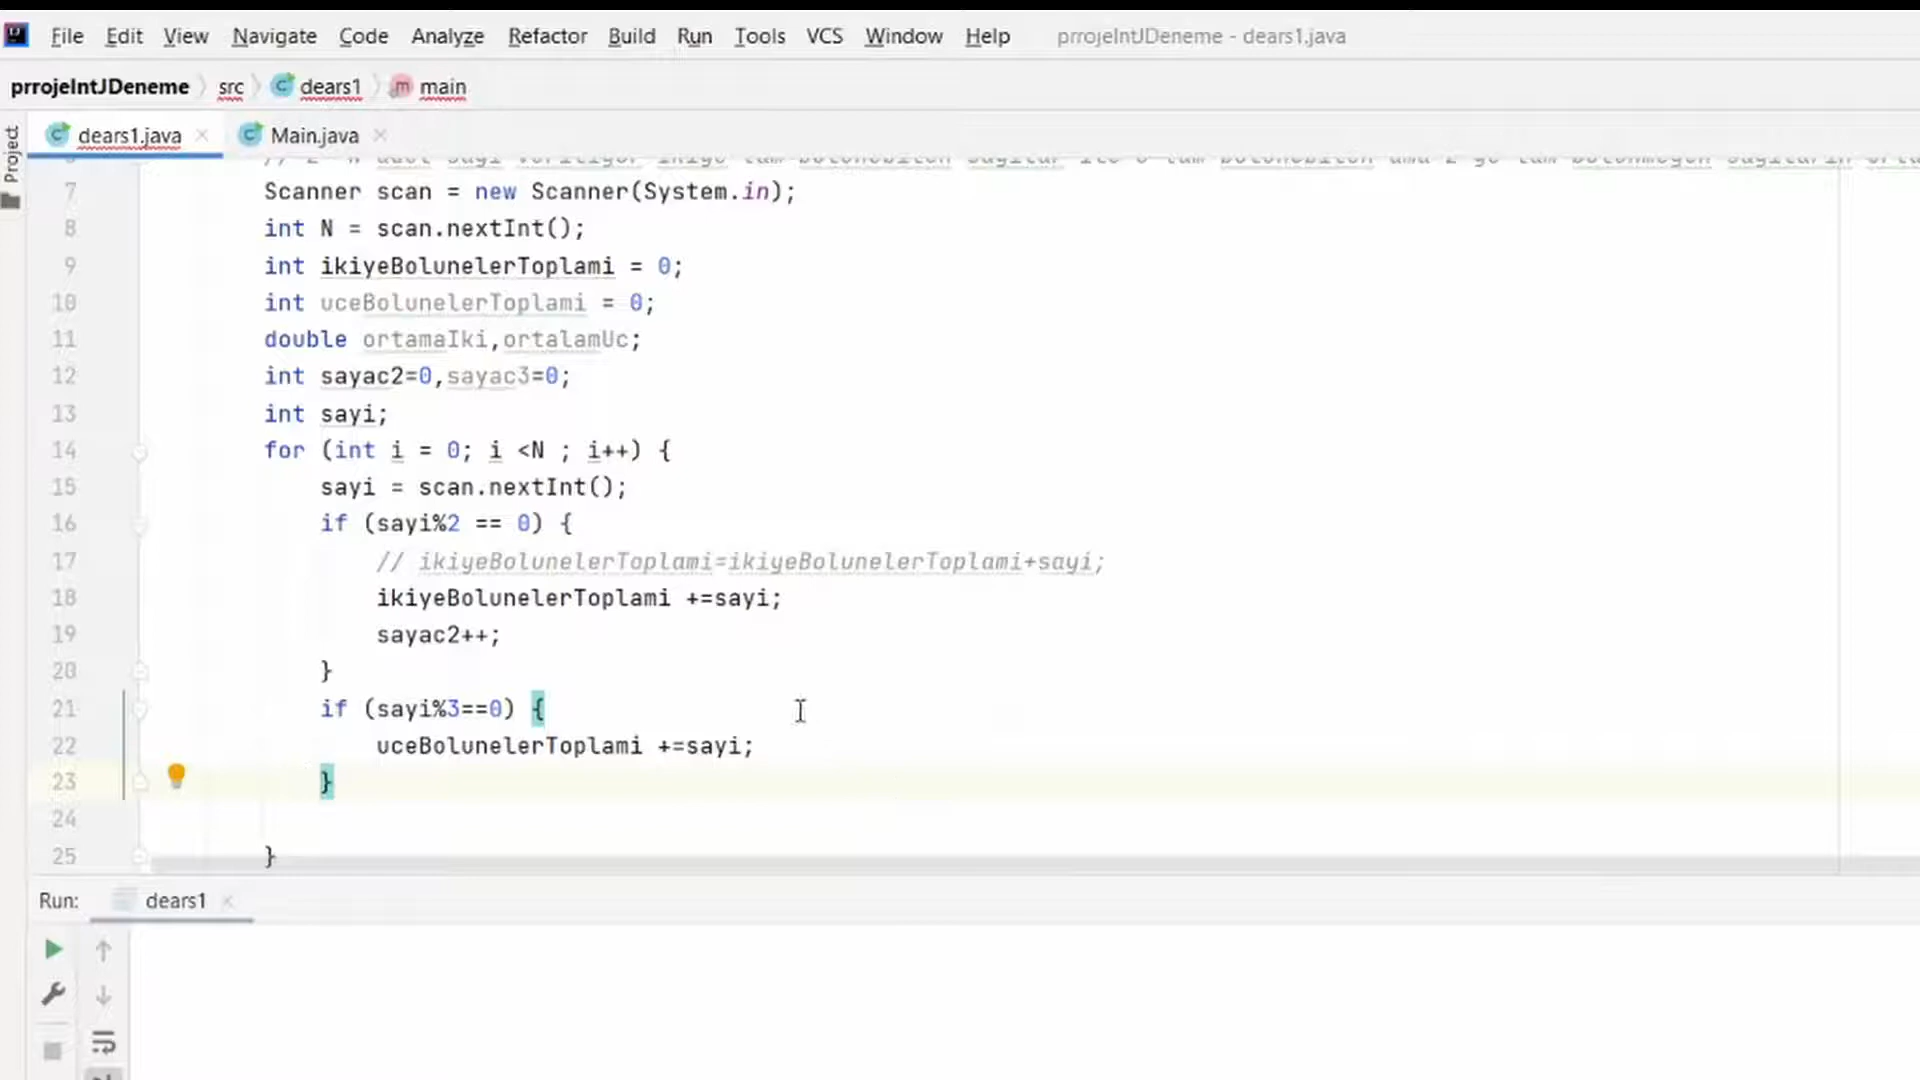 File Edit View Navigate Code Analyze Refactor Build Run Tools VCS Window Help prrojeIntJDeneme - dears1.java
prrojeIntJDeneme src dears1 main
Project
dears1.java Main.java
7 Scanner scan = new Scanner(System.in);
8 int N = scan.nextInt();
9 int ikiyeBolunelerToplami = 0;
10 int uceBolunelerToplami = 0;
11 double ortamaIki,ortalamUc;
12 int sayac2=0,sayac3=0;
13 int sayi;
14 for (int i = 0; i <N ; i++) {
15 sayi = scan.nextInt();
16 if (sayi%2 == 0) {
17 // ikiyeBolunelerToplami=ikiyeBolunelerToplami+sayi;
18 ikiyeBolunelerToplami +=sayi;
19 sayac2++;
20 }
21 if (sayi%3==0) {
22 uceBolunelerToplami +=sayi;
23 }
24
25 }
Run: dears1